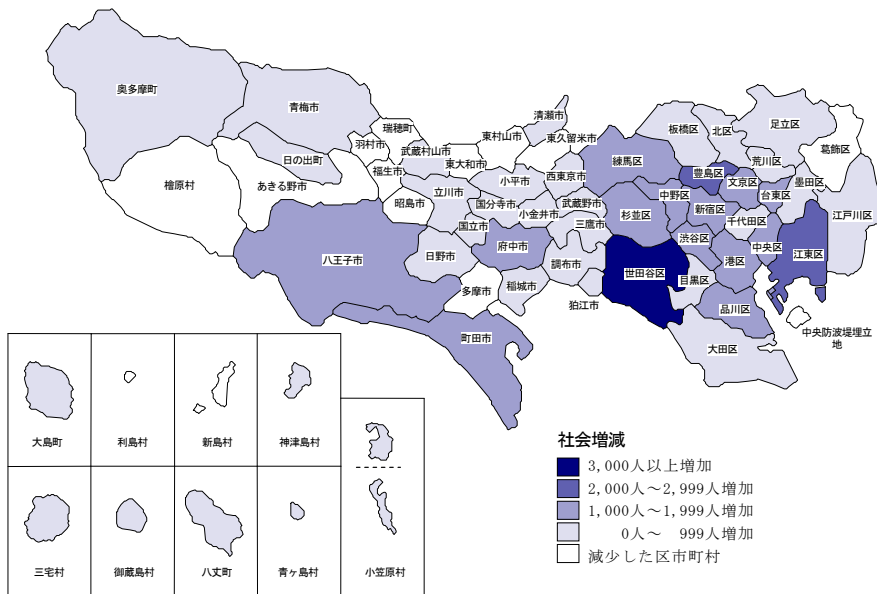 奥多摩町
青梅市
瑞穂町
羽村市
日の出町
福生市
武蔵村山市
東大和市
東村山市
清瀬市
東久留米市
檜原村
あきる野市
昭島市
立川市
小平市
西東京市
国分寺市
小金井市
武蔵野市
三鷹市
国立市
八王子市
日野市
府中市
調布市
多摩市
稲城市
狛江市
町田市
板橋区
北区
足立区
葛飾区
荒川区
練馬区
豊島区
文京区
台東区
墨田区
中野区
新宿区
千代田区
江戸川区
杉並区
渋谷区
港区
中央区
江東区
世田谷区
目黒区
品川区
大田区
中央防波堤埋立
地
大島町
利島村
新島村
神津島村
三宅村
御蔵島村
八丈町
青ヶ島村
小笠原村
社会増減
3,000人以上増加
2,000人～2,999人増加
1,000人～1,999人増加
0人～ 999人増加
減少した区市町村